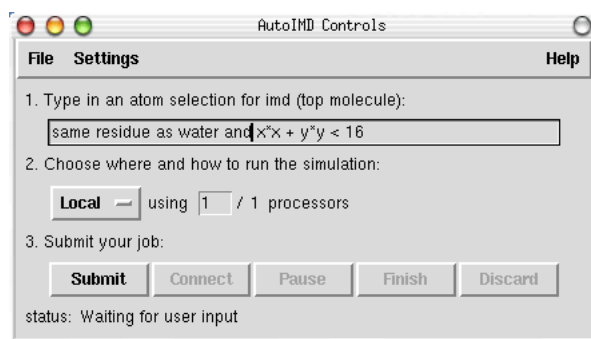 AutoIMD Controls
File Settings Help
1. Type in an atom selection for imd (top molecule):
same residue as water and x*x + y*y < 16
2. Choose where and how to run the simulation:
Local using 1 / 1 processors
3. Submit your job:
Submit Connect Pause Finish Discard
status: Waiting for user input